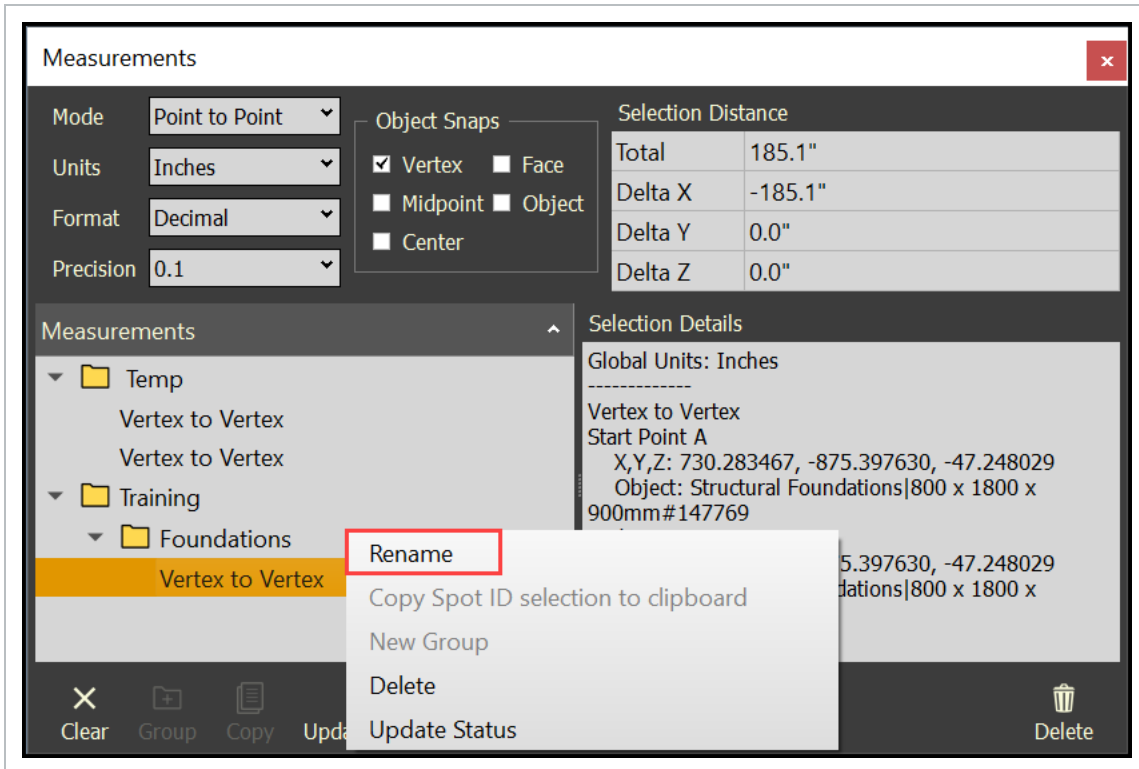 Measurements
x
Mode Point to Point
Units Inches
Format Decimal
Precision 0.1
Object Snaps
Vertex Face
Midpoint Object
Center
Selection Distance
Total 185.1"
Delta X -185.1"
Delta Y 0.0"
Delta Z 0.0"
Measurements
Temp
Vertex to Vertex
Vertex to Vertex
Training
Foundations
Vertex to Vertex
Selection Details
Global Units: Inches
-------------
Vertex to Vertex
Start Point A
X,Y,Z: 730.283467, -875.397630, -47.248029
Object: Structural Foundations|800 x 1800 x
900mm#147769
5.397630, -47.248029
dations|800 x 1800 x
Rename
Copy Spot ID selection to clipboard
New Group
Delete
Update Status
Clear
Group
Copy
Upda
Delete